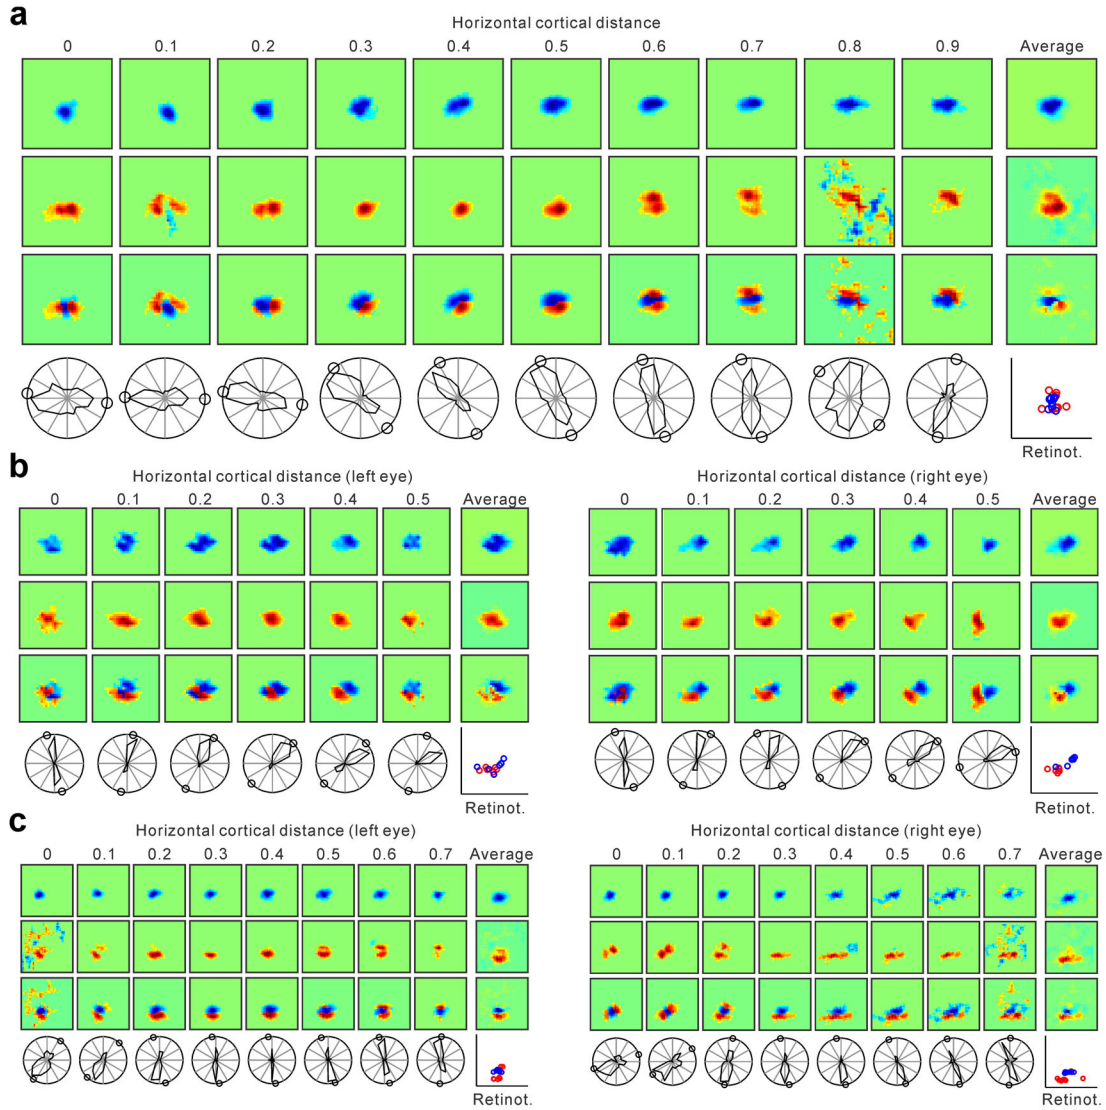 a
Horizontal cortical distance
0 0.1 0.2 0.3 0.4 0.5 0.6 0.7 0.8 0.9 Average
Retinot.
b
Horizontal cortical distance (left eye)
0 0.1 0.2 0.3 0.4 0.5 Average
Retinot.
Horizontal cortical distance (right eye)
0 0.1 0.2 0.3 0.4 0.5 Average
Retinot.
c
Horizontal cortical distance (left eye)
0 0.1 0.2 0.3 0.4 0.5 0.6 0.7 Average
Retinot.
Horizontal cortical distance (right eye)
0 0.1 0.2 0.3 0.4 0.5 0.6 0.7 Average
Retinot.